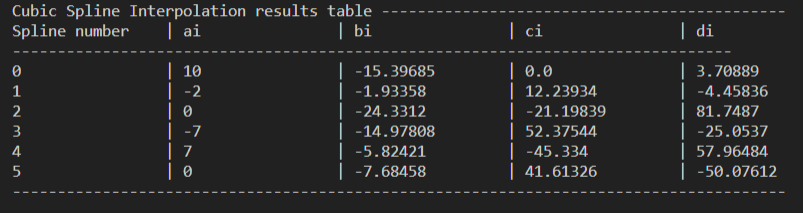 Cubic Spline Interpolation results table ---------------------------------------------
Spline number | ai | bi | ci | di
--------------------------------------------------------------------------------
0 | 10 | -15.39685 | 0.0 | 3.70889
1 | -2 | -1.93358 | 12.23934 | -4.45836
2 | 0 | -24.3312 | -21.19839 | 81.7487
3 | -7 | -14.97808 | 52.37544 | -25.0537
4 | 7 | -5.82421 | -45.334 | 57.96484
5 | 0 | -7.68458 | 41.61326 | -50.07612
--------------------------------------------------------------------------------------